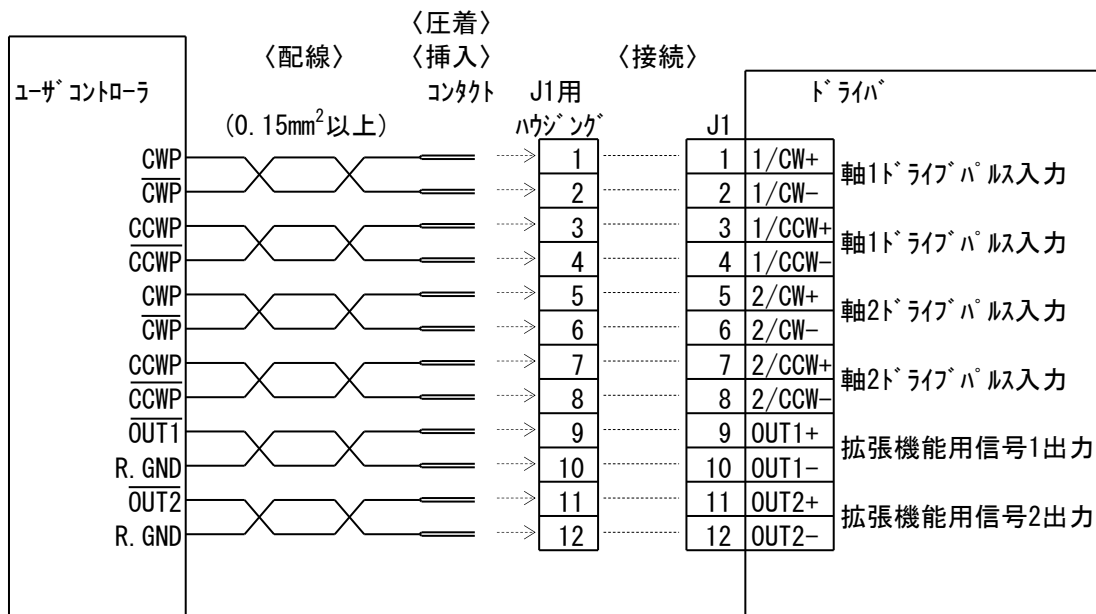 〈圧着〉
〈配線〉 〈挿入〉 〈接続〉
ﾕｰｻﾞｺﾝﾄﾛｰﾗ ｺﾝﾀｸﾄ J1用 ﾄﾞﾗｲﾊﾞ
(0.15mm²以上) ﾊｳｼﾞﾝｸﾞ J1
CWP 1 1 1/CW+
軸1ﾄﾞﾗｲﾌﾞﾊﾟﾙｽ入力
C̅W̅P̅ 2 2 1/CW-
CCWP 3 3 1/CCW+
軸1ﾄﾞﾗｲﾌﾞﾊﾟﾙｽ入力
C̅C̅W̅P̅ 4 4 1/CCW-
CWP 5 5 2/CW+
軸2ﾄﾞﾗｲﾌﾞﾊﾟﾙｽ入力
C̅W̅P̅ 6 6 2/CW-
CCWP 7 7 2/CCW+
軸2ﾄﾞﾗｲﾌﾞﾊﾟﾙｽ入力
C̅C̅W̅P̅ 8 8 2/CCW-
O̅U̅T̅1̅ 9 9 OUT1+
拡張機能用信号1出力
R.GND 10 10 OUT1-
O̅U̅T̅2̅ 11 11 OUT2+
拡張機能用信号2出力
R.GND 12 12 OUT2-